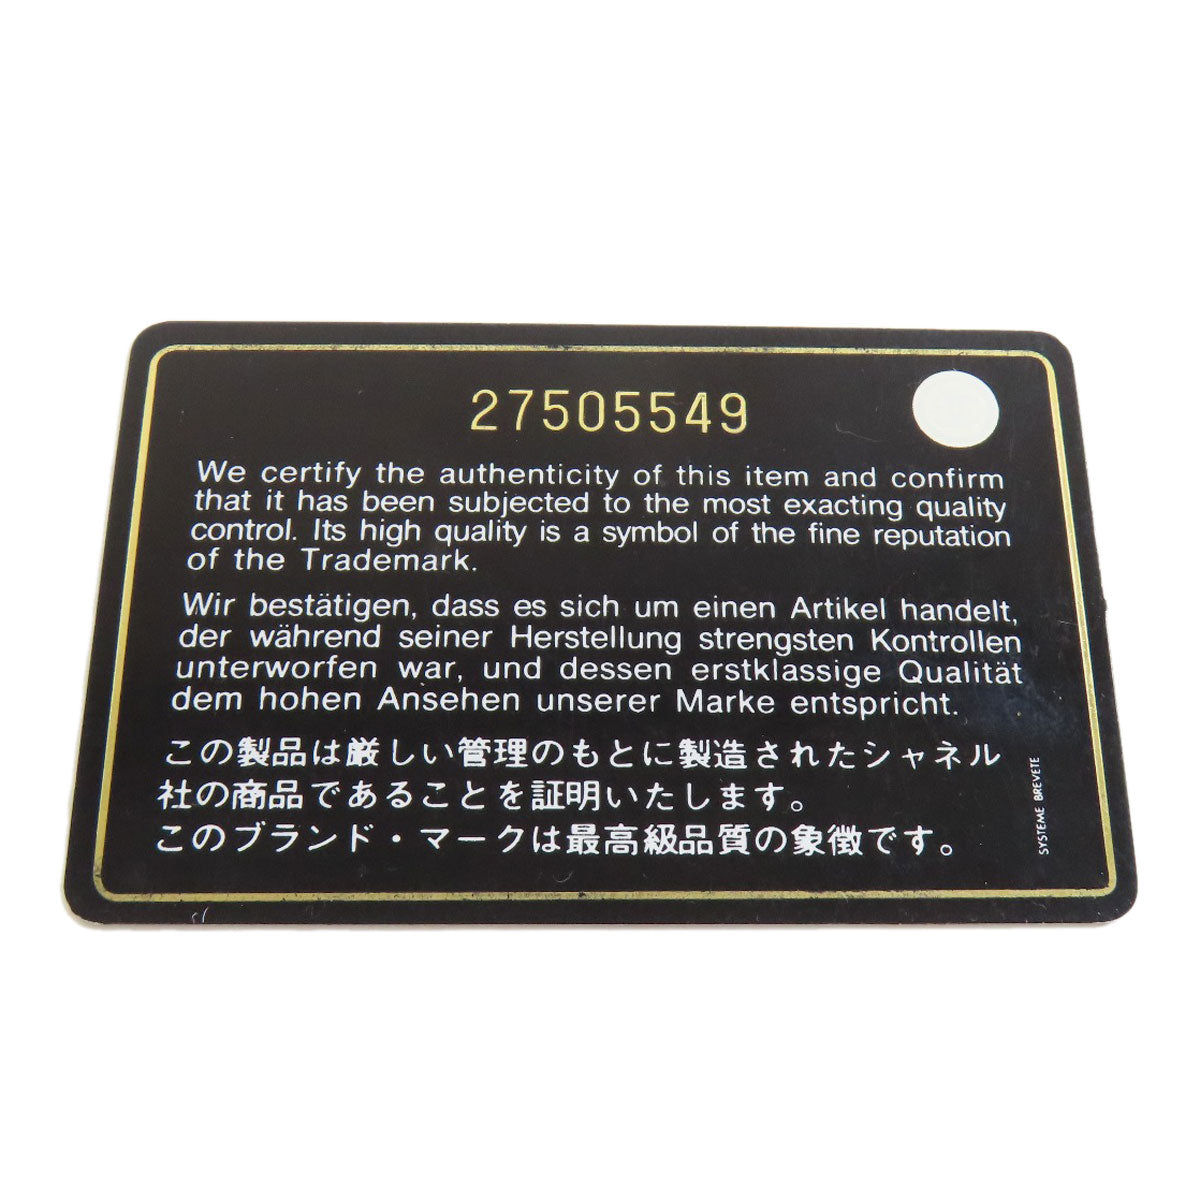 27505549
We certify the authenticity of this item and confirm
that it has been subjected to the most exacting quality
control. Its high quality is a symbol of the fine reputation
of the Trademark.
Wir bestätigen, dass es sich um einen Artikel handelt,
der während seiner Herstellung strengsten Kontrollen
unterworfen war, und dessen erstklassige Qualität
dem hohen Ansehen unserer Marke entspricht.
この製品は厳しい管理のもとに製造されたシャネル
社の商品であることを証明いたします。
このブランド・マークは最高級品質の象徴です。
SYSTEME BREVETE